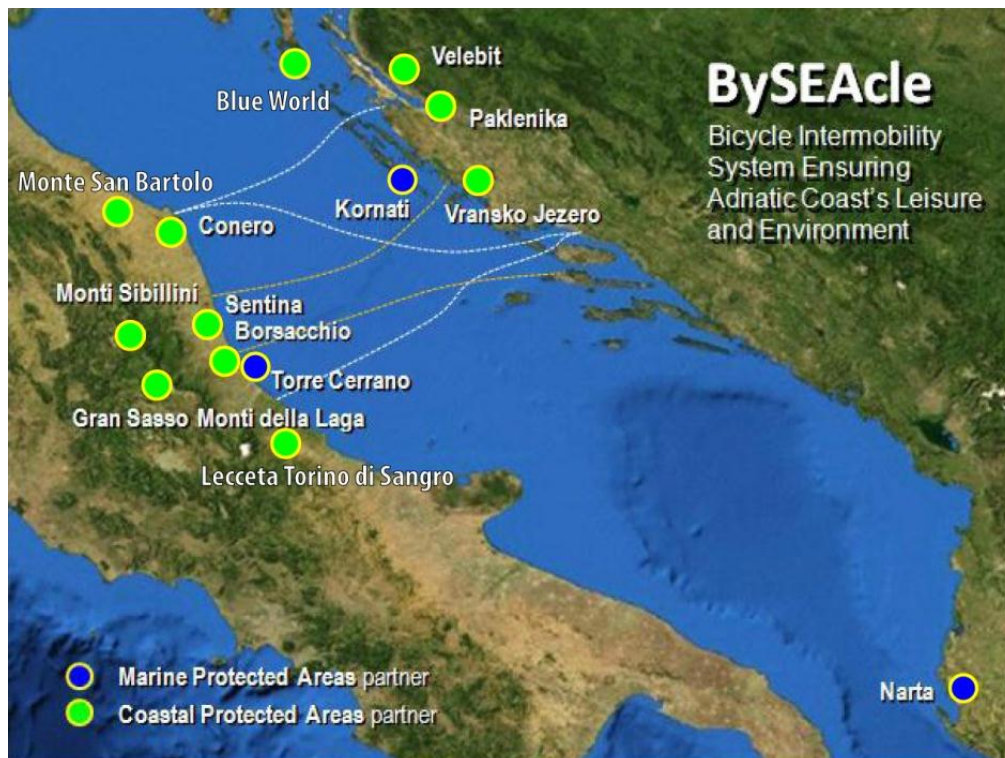 BySEAcle
Bicycle Intermobility
System Ensuring
Adriatic Coast's Leisure
and Environment
Velebit
Blue World
Paklenika
Monte San Bartolo
Kornati
Vransko Jezero
Conero
Monti Sibillini
Sentina
Borsacchio
Torre Cerrano
Gran Sasso Monti della Laga
Lecceta Torino di Sangro
Marine Protected Areas partner
Coastal Protected Areas partner
Narta